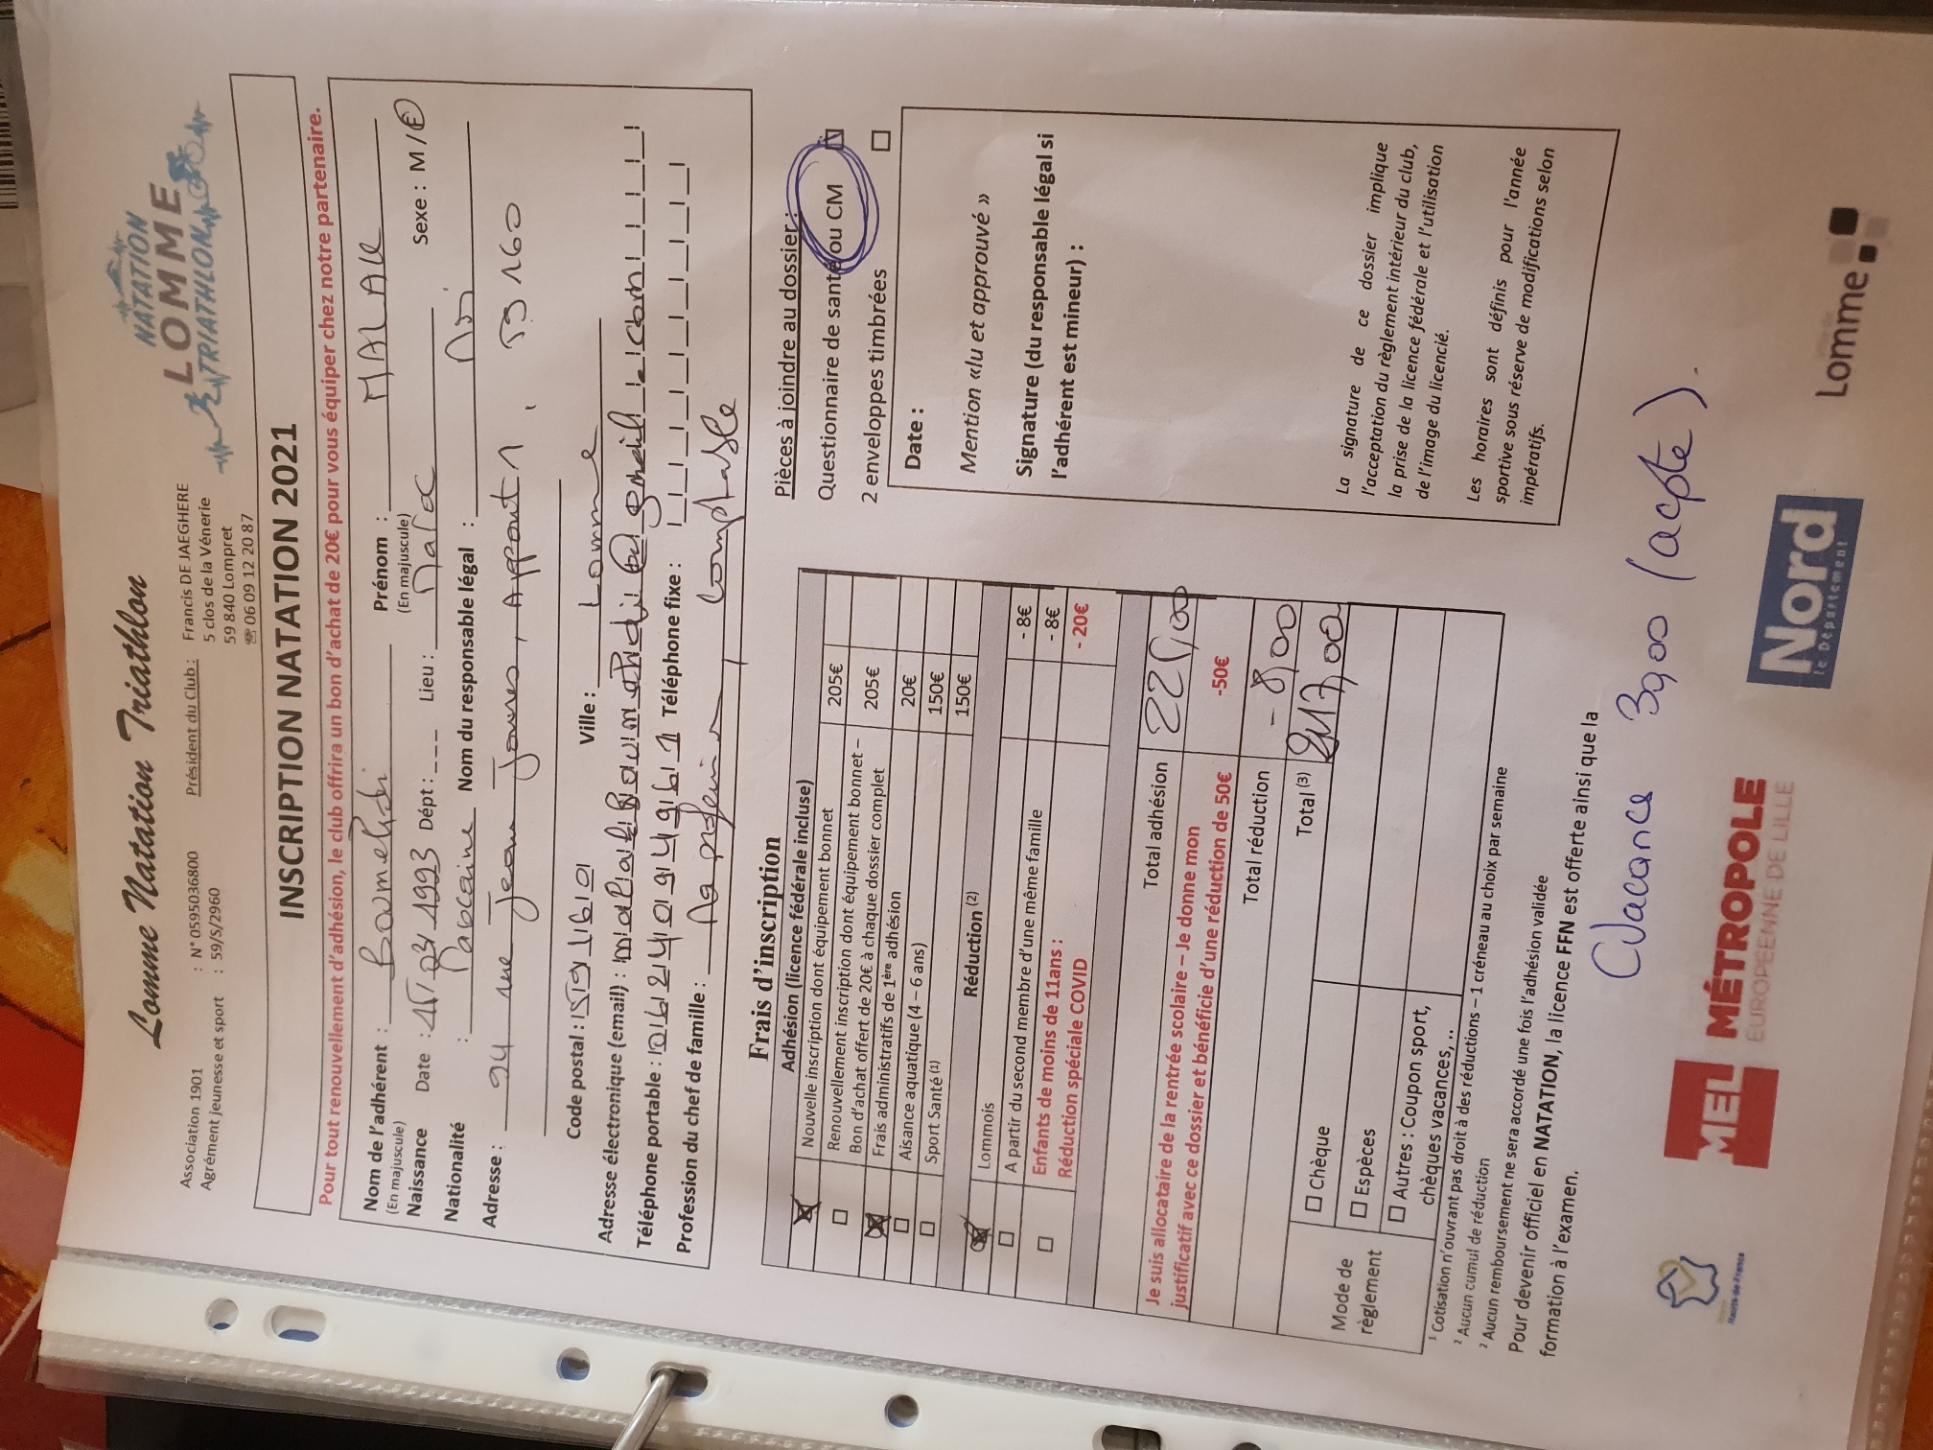 Lomme Natation Triathlon
NATATION
LOMME
TRIATHLON
Association 1901 : N° 0595036800
Agrément jeunesse et sport : 59/S/2960
Président du Club : Francis DE JAEGHERE
5 clos de la Vénerie
59 840 Lompret
☏ 06 09 12 20 87
INSCRIPTION NATATION 2021
Pour tout renouvellement d'adhésion, le club offrira un bon d'achat de 20€ pour vous équiper chez notre partenaire.
Nom de l'adhérent : Prénom : MALAK
(En majuscule) (En majuscule)
Naissance Date : 1993 Dépt : _ _ _ Lieu : Maroc Sexe : M / F
Nationalité : Marocaine Nom du responsable légal :
Adresse : 94 rue Jean Jaures, Appart 1, 59160
Code postal : 59160 Ville : Lomme
Adresse électronique (email) :
Téléphone portable : Téléphone fixe :
Profession du chef de famille : comptable
Frais d'inscription
Adhésion (licence fédérale incluse)
Nouvelle inscription dont équipement bonnet 205€
Renouvellement inscription dont équipement bonnet –
Bon d'achat offert de 20€ à chaque dossier complet 205€
Frais administratifs de 1ère adhésion 20€
Aisance aquatique (4 – 6 ans) 150€
Sport Santé (1) 150€
Réduction (2)
Lommois - 8€
A partir du second membre d'une même famille - 8€
Enfants de moins de 11ans :
Réduction spéciale COVID - 20€
Total adhésion 225,00
Je suis allocataire de la rentrée scolaire – Je donne mon
justificatif avec ce dossier et bénéficie d'une réduction de 50€ -50€
Total réduction - 8,00
Total (3) 217,00
Mode de règlement
☐ Chèque
☐ Espèces
☐ Autres : Coupon sport,
chèques vacances, ..
Pièces à joindre au dossier :
Questionnaire de santé ou CM
2 enveloppes timbrées ☐
Date :
Mention «lu et approuvé »
Signature (du responsable légal si
l'adhérent est mineur) :
La signature de ce dossier implique
l'acceptation du règlement intérieur du club,
la prise de la licence fédérale et l'utilisation
de l'image du licencié.
Les horaires sont définis pour l'année
sportive sous réserve de modifications selon
impératifs.
1 Cotisation n'ouvrant pas droit à des réductions – 1 créneau au choix par semaine
2 Aucun cumul de réduction
2 Aucun remboursement ne sera accordé une fois l'adhésion validée
Pour devenir officiel en NATATION, la licence FFN est offerte ainsi que la
formation à l'examen.
(acpte).
Hauts-de-France
MEL
MÉTROPOLE
EUROPÉENNE DE LILLE
Nord
le Département
Lomme